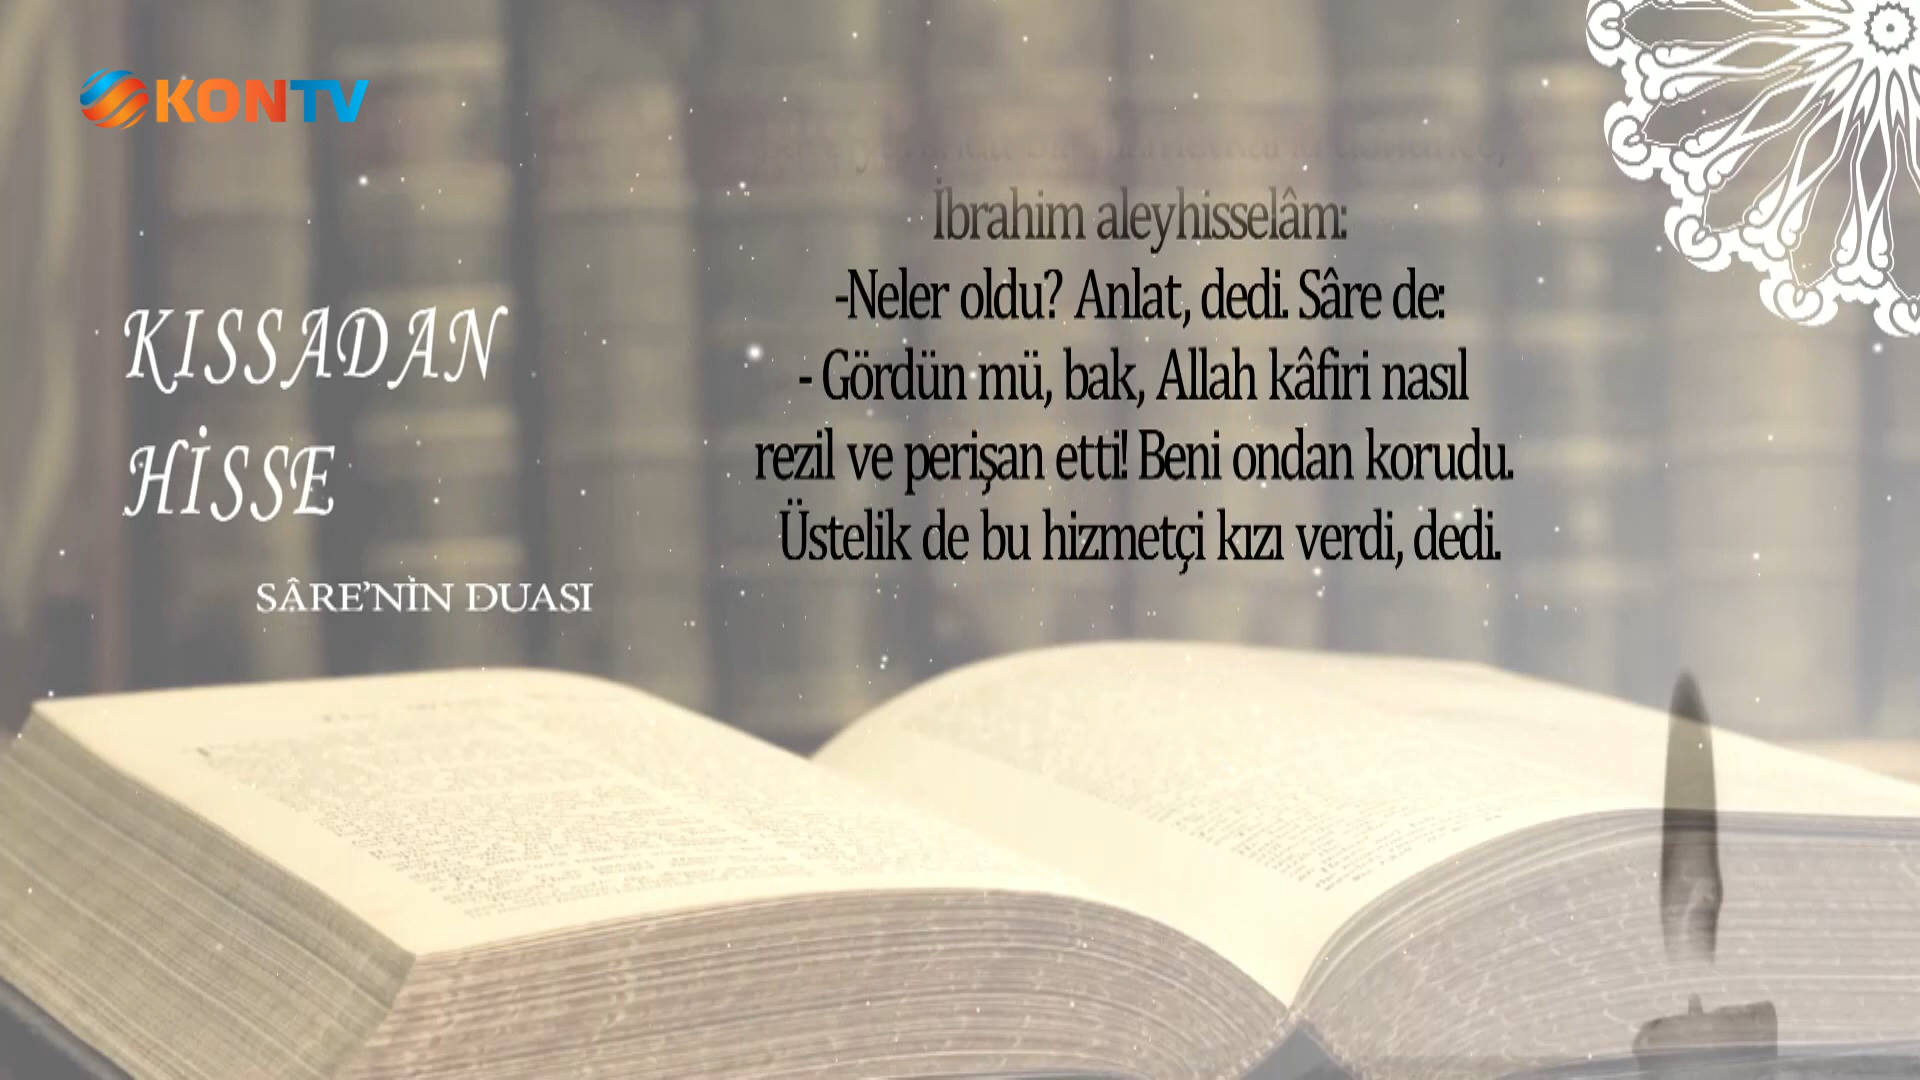 KONTV
KISSADAN
HİSSE
SÂRE'NİN DUASI
İbrahim aleyhisselâm:
-Neler oldu? Anlat, dedi. Sâre de:
- Gördün mü, bak, Allah kâfiri nasıl
rezil ve perişan etti! Beni ondan korudu.
Üstelik de bu hizmetçi kızı verdi, dedi.